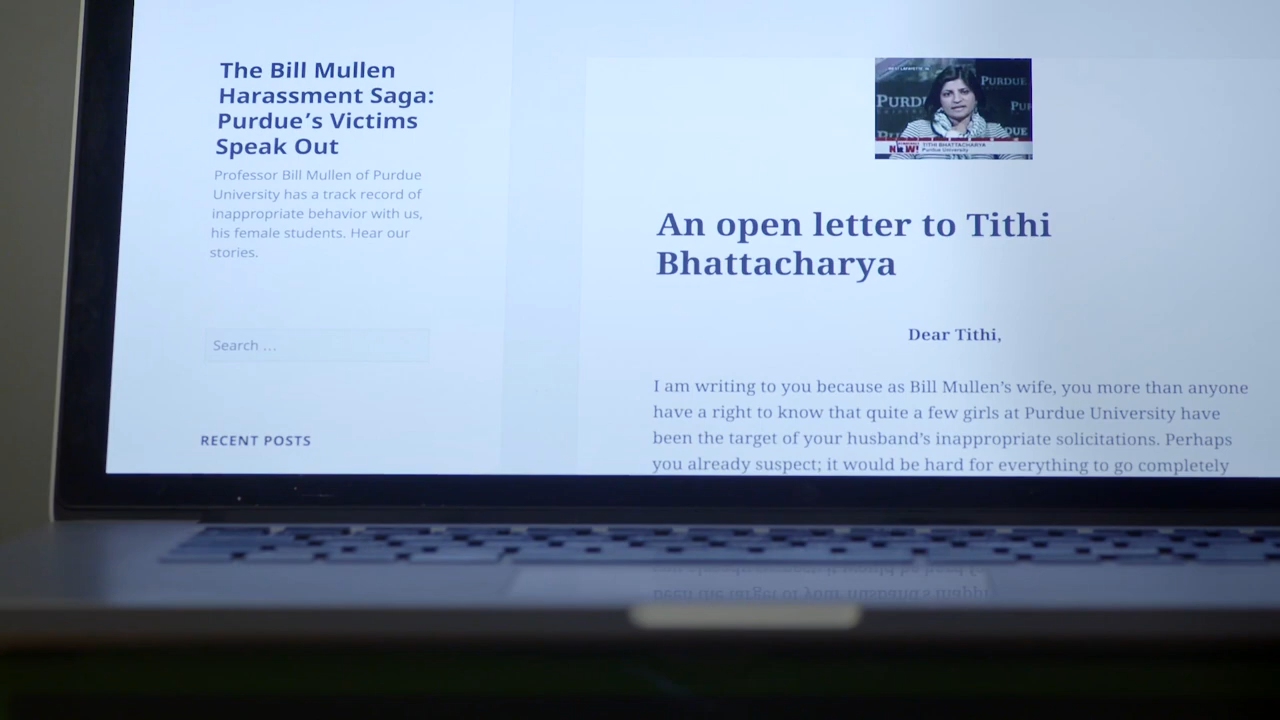 The Bill Mullen
Harassment Saga:
Purdue's Victims
Speak Out
Professor Bill Mullen of Purdue
University has a track record of
inappropriate behavior with us,
his female students. Hear our
stories.
Search ...
RECENT POSTS
PURDUE
PURDU
TITHI BHATTACHARYA
Purdue University
An open letter to Tithi
Bhattacharya
Dear Tithi,
I am writing to you because as Bill Mullen's wife, you more than anyone
have a right to know that quite a few girls at Purdue University have
been the target of your husband's inappropriate solicitations. Perhaps
you already suspect; it would be hard for everything to go completely